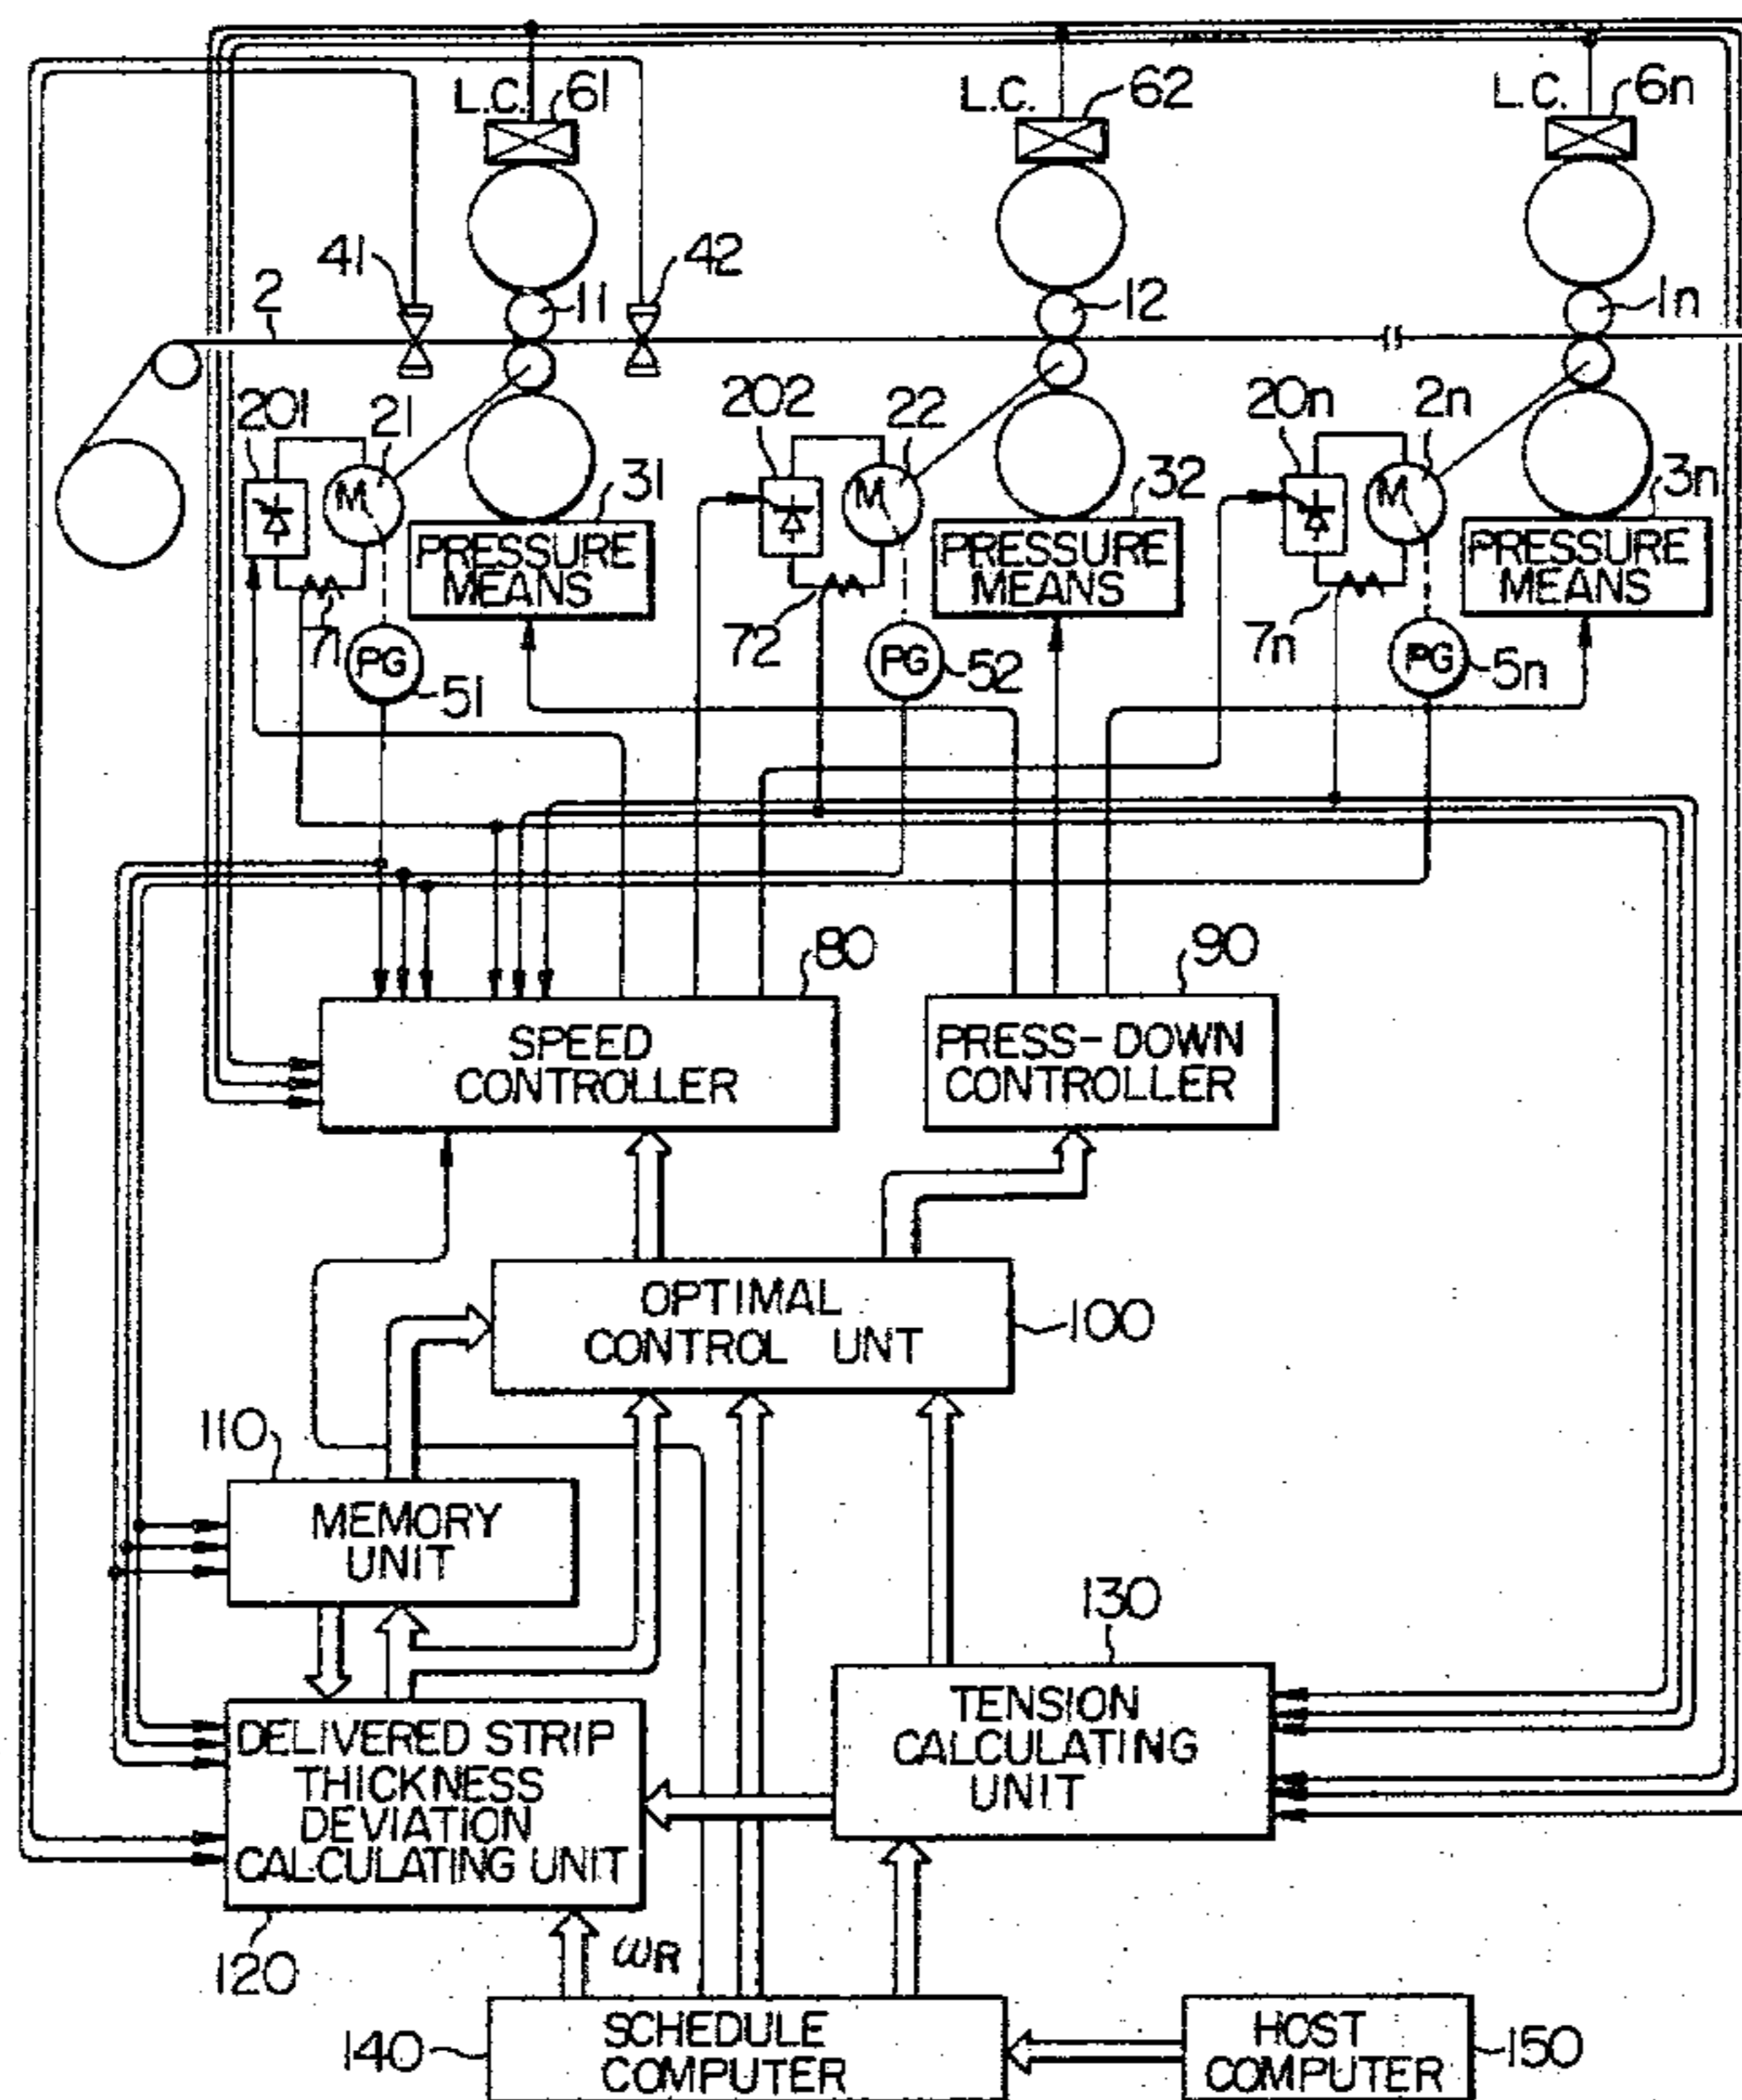 L.C. 61
L.C. 62
L.C. 6n
41
42
2
11
12
1n
201
21
202
22
20n
2n
M
M
M
31
32
3n
PRESSURE
MEANS
PRESSURE
MEANS
PRESSURE
MEANS
71
72
7n
PG
PG
PG
51
52
5n
80
90
SPEED
CONTROLLER
PRESS-DOWN
CONTROLLER
OPTIMAL
CONTROL UNT
100
110
MEMORY
UNIT
130
TENSION
CALCULATING
UNIT
DELIVERED STRIP
THICKNESS
DEVIATION
CALCULATING UNIT
120
ωR
140
SCHEDULE
COMPUTER
HOST
COMPUTER
150